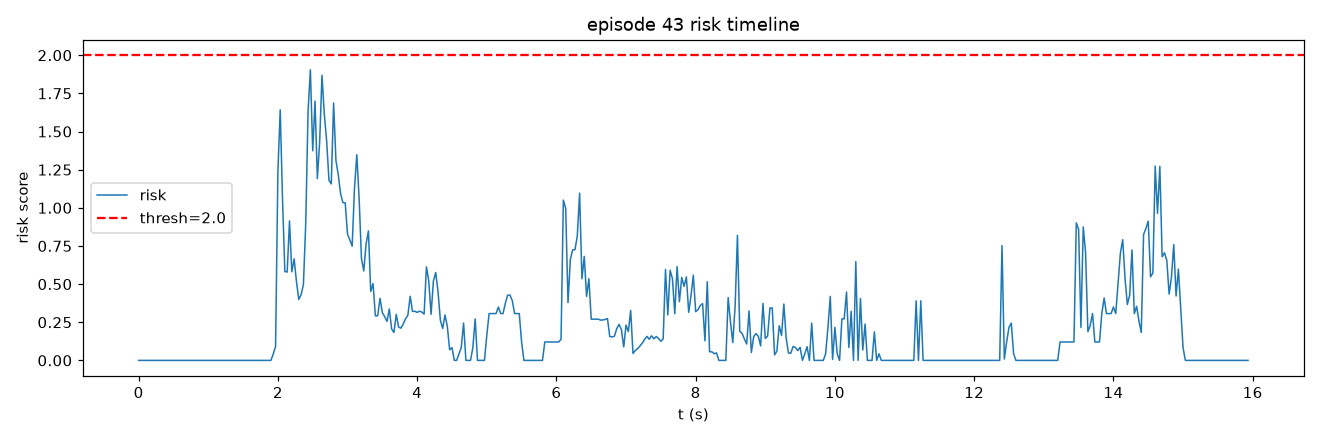 episode 43 risk timeline
2.00
1.75
1.50
1.25
1.00
0.75
0.50
0.25
0.00
risk score
risk
thresh=2.0
0 2 4 6 8 10 12 14 16
t (s)